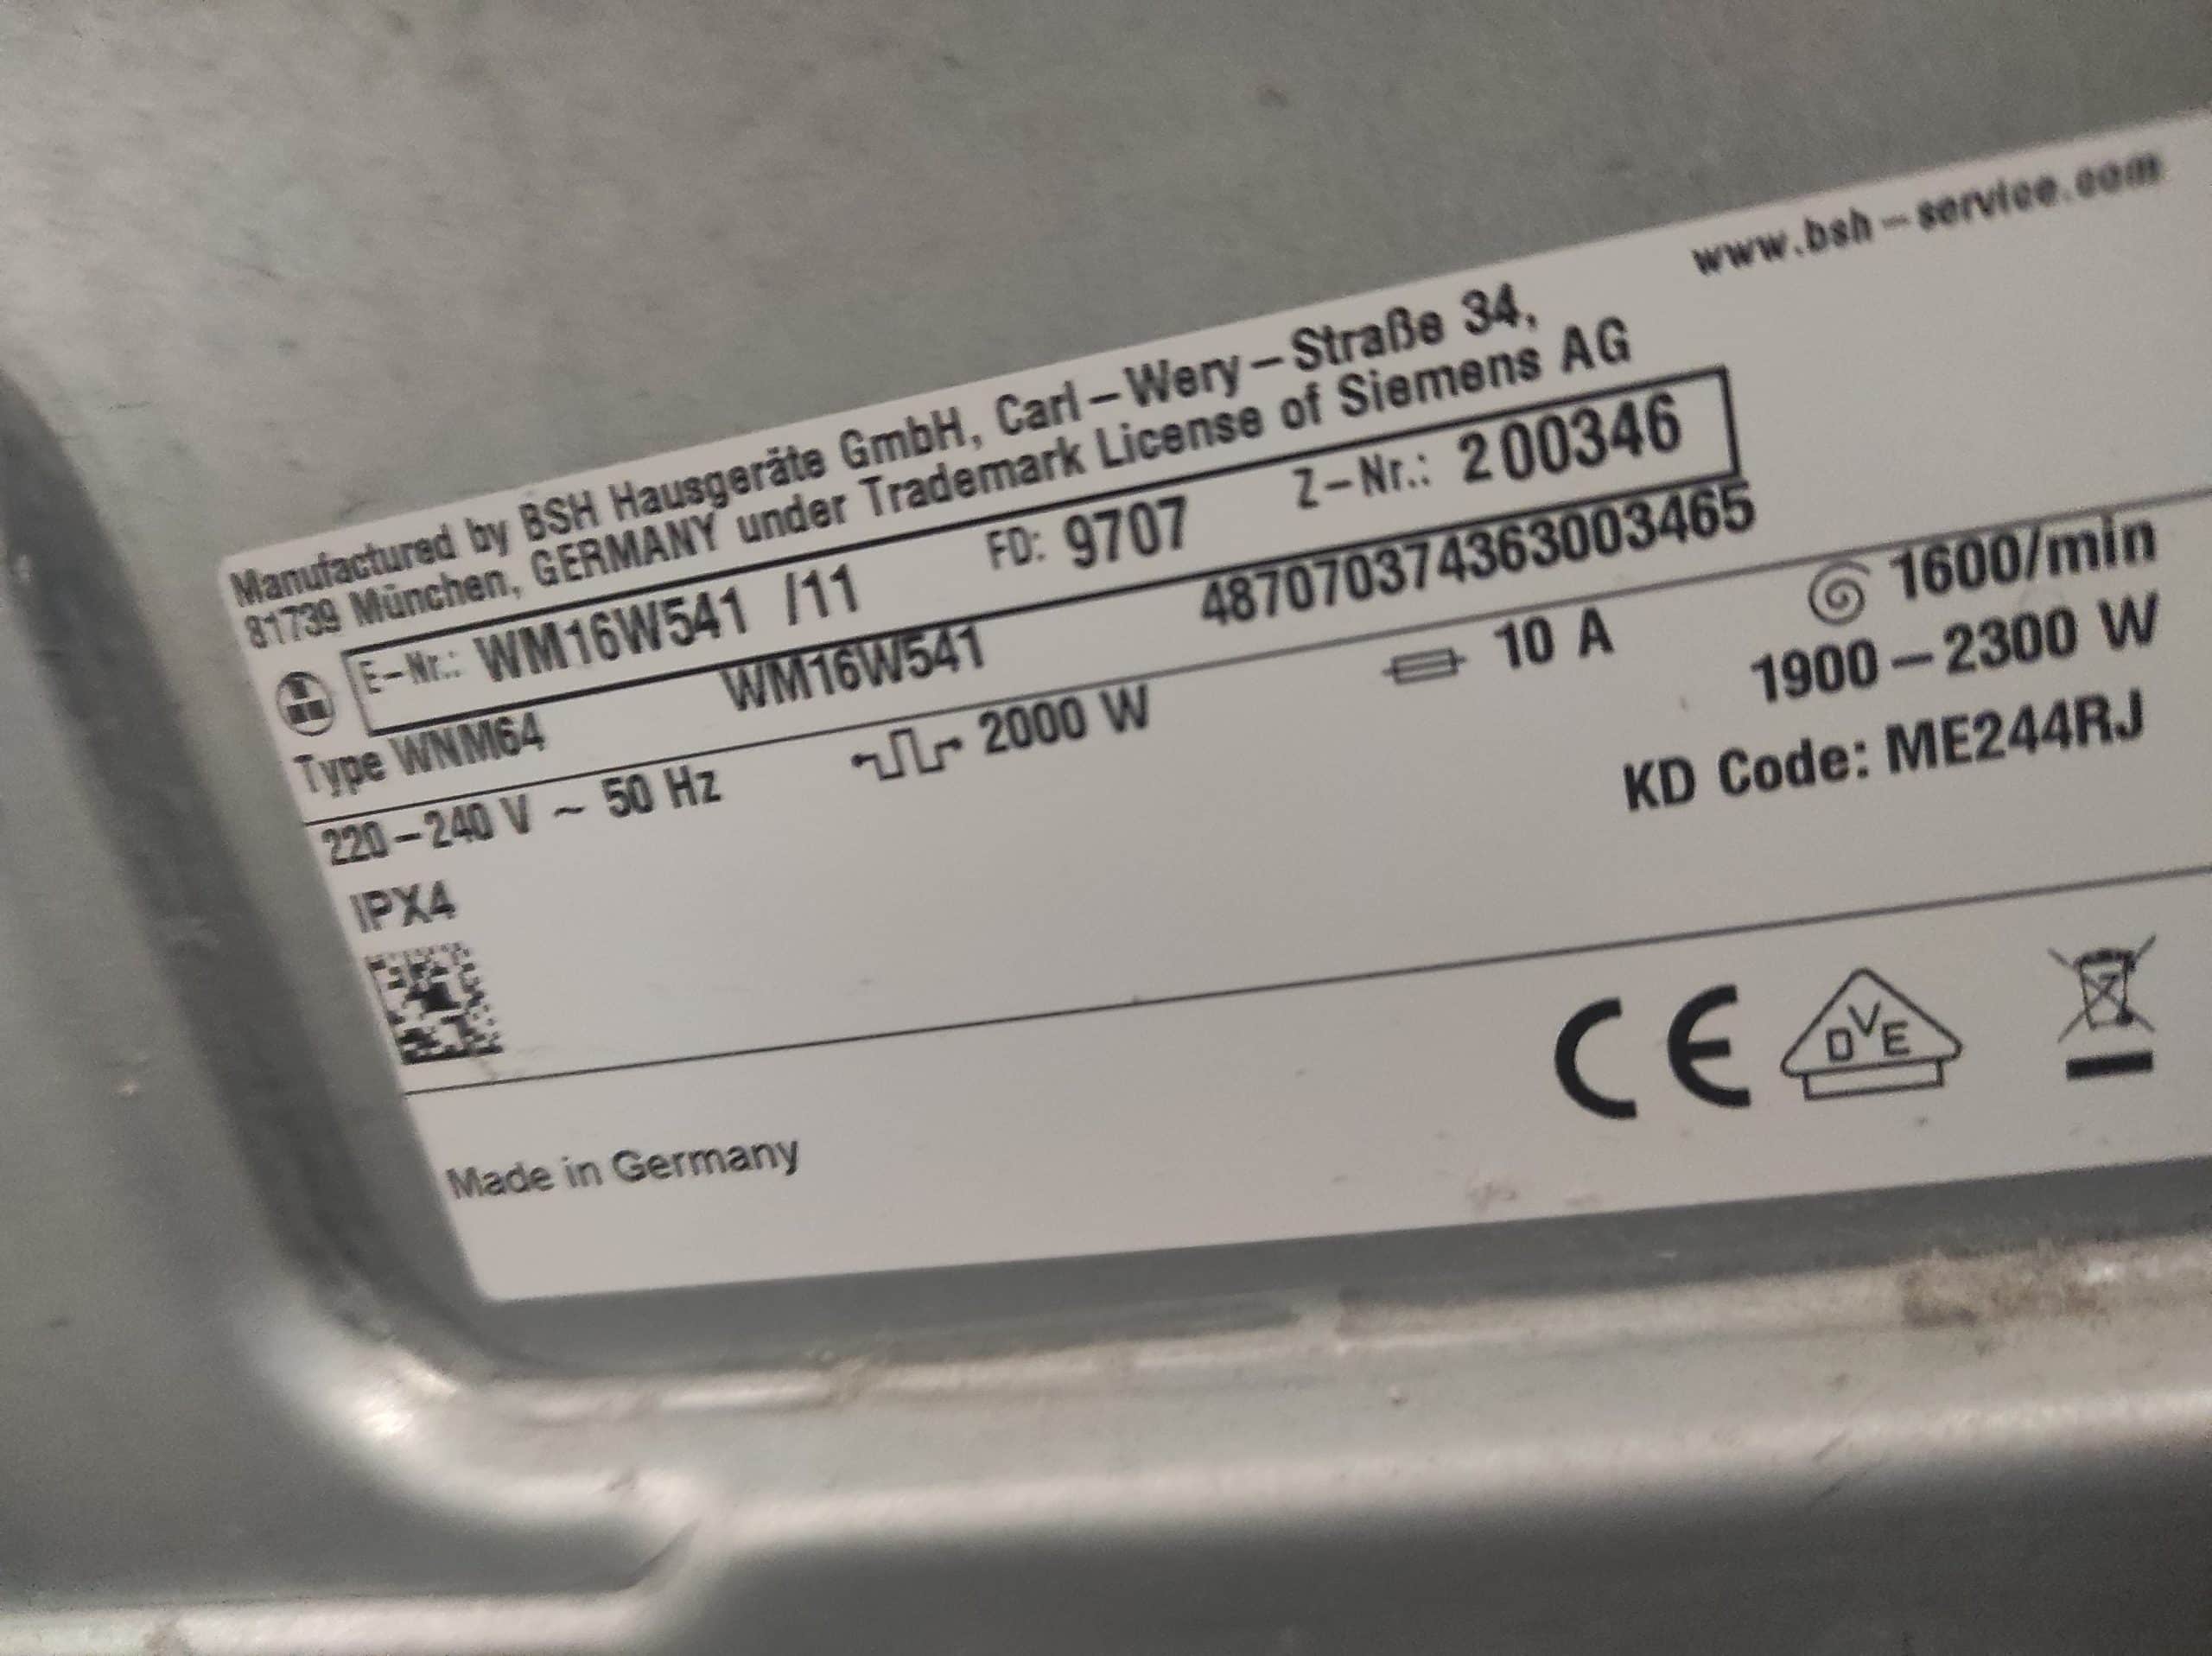 www.bsh-service.com
Manufactured by BSH Hausgeräte GmbH, Carl-Wery-Straße 34,
81739 München, GERMANY under Trademark License of Siemens AG
E-Nr.: WM16W541 /11 FD: 9707 Z-Nr.: 200346
Type WNM64 WM16W541 487070374363003465
220-240 V ~ 50 Hz 2000 W 10 A 1600/min
1900-2300 W
IPX4 KD Code: ME244RJ
CE DVE
Made in Germany